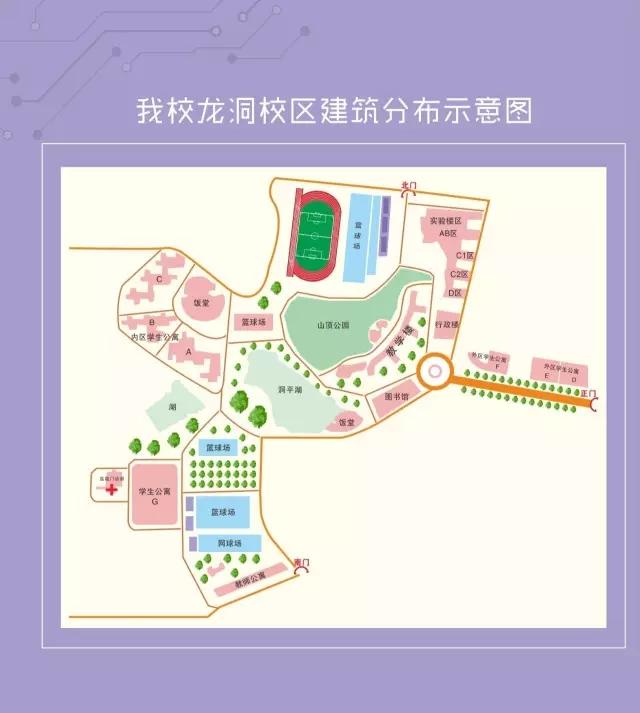 我校龙洞校区建筑分布示意图
北门
实验楼区
AB区
篮
球
场
C1区
C2区
D区
C
饭堂
篮球场
山顶公园
行政楼
教学楼
B
内区学生公寓
A
外区学生公寓
F
外区学生公寓
E D
正门
洞平湖
图书馆
湖
饭堂
篮球场
学生公寓
G
篮球场
网球场
南门
教师公寓